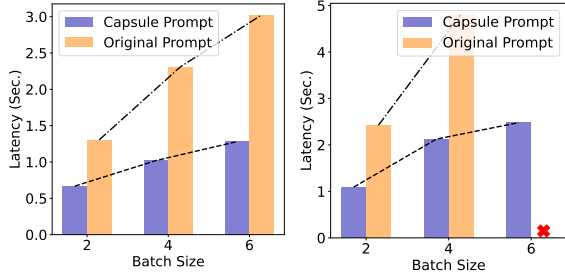 Capsule Prompt
Original Prompt
Latency (Sec.)
3.0
2.5
2.0
1.5
1.0
0.5
0.0
2
4
6
Batch Size
Capsule Prompt
Original Prompt
Latency (Sec.)
5
4
3
2
1
0
2
4
6
Batch Size